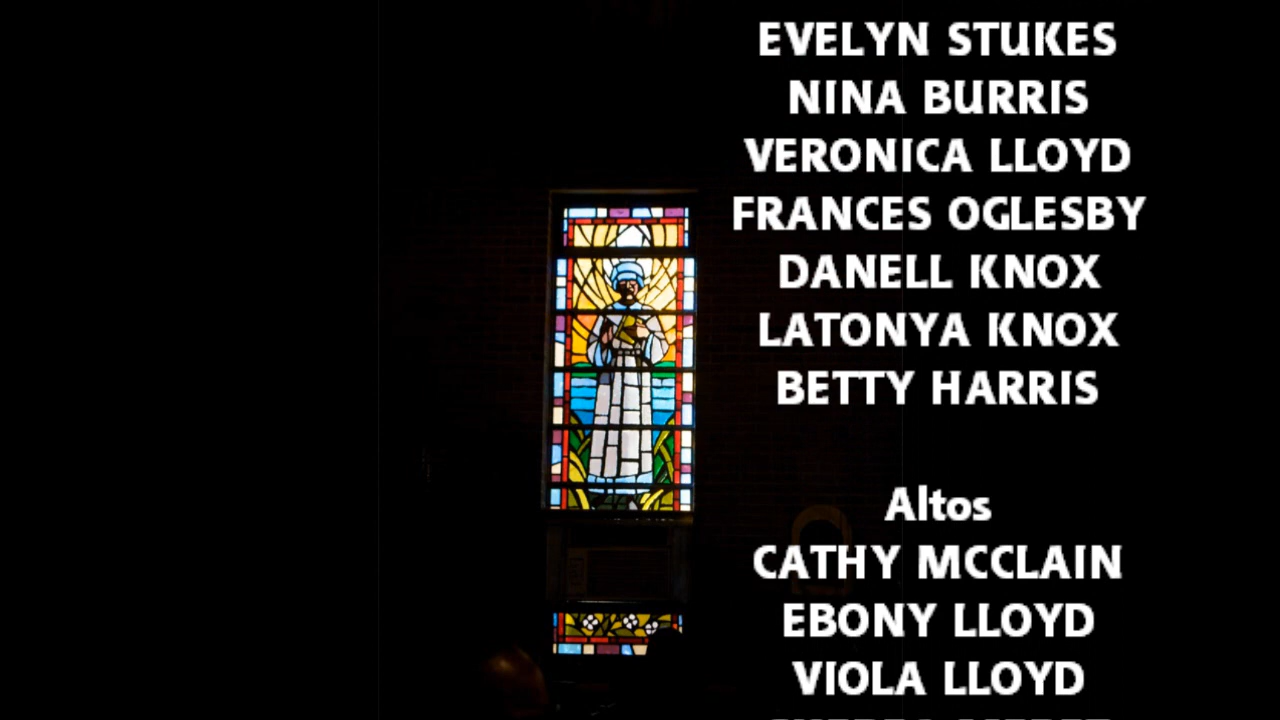 EVELYN STUKES
NINA BURRIS
VERONICA LLOYD
FRANCES OGLESBY
DANELL KNOX
LATONYA KNOX
BETTY HARRIS
Altos
CATHY MCCLAIN
EBONY LLOYD
VIOLA LLOYD